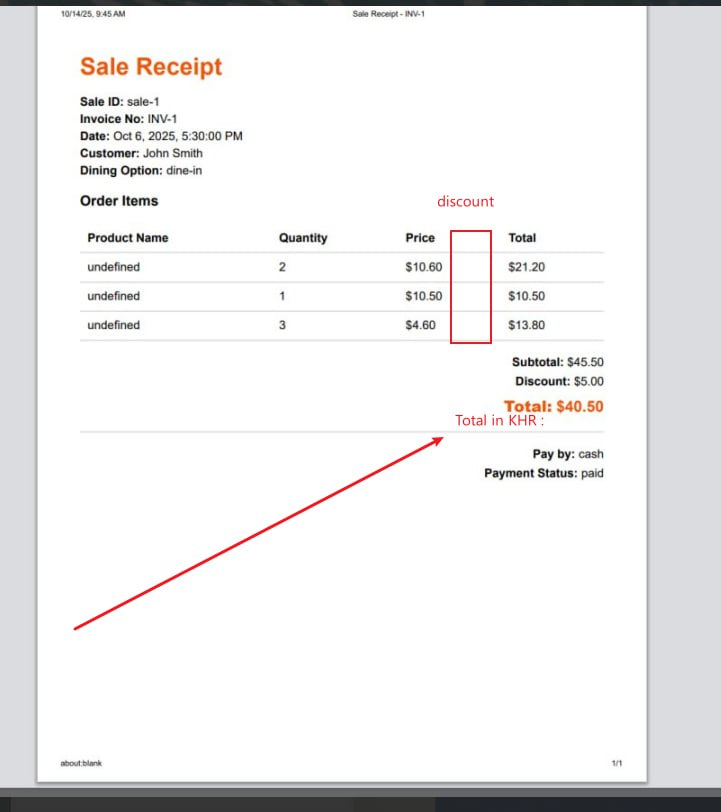 10/14/25, 9:45 AM Sale Receipt - INV-1
Sale Receipt
Sale ID: sale-1
Invoice No: INV-1
Date: Oct 6, 2025, 5:30:00 PM
Customer: John Smith
Dining Option: dine-in
Order Items
discount
Product Name Quantity Price Total
undefined 2 $10.60 $21.20
undefined 1 $10.50 $10.50
undefined 3 $4.60 $13.80
Subtotal: $45.50
Discount: $5.00
Total: $40.50
Total in KHR :
Pay by: cash
Payment Status: paid
about:blank 1/1